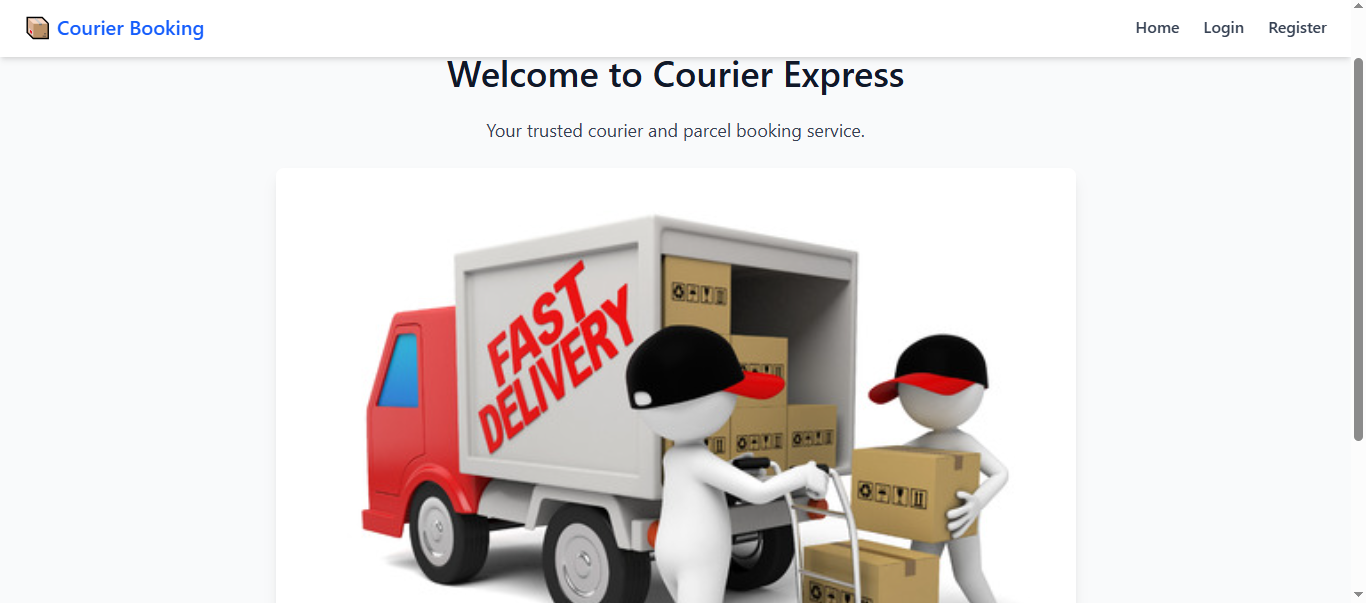 Courier Booking
Home Login Register
Welcome to Courier Express
Your trusted courier and parcel booking service.
FAST
DELIVERY